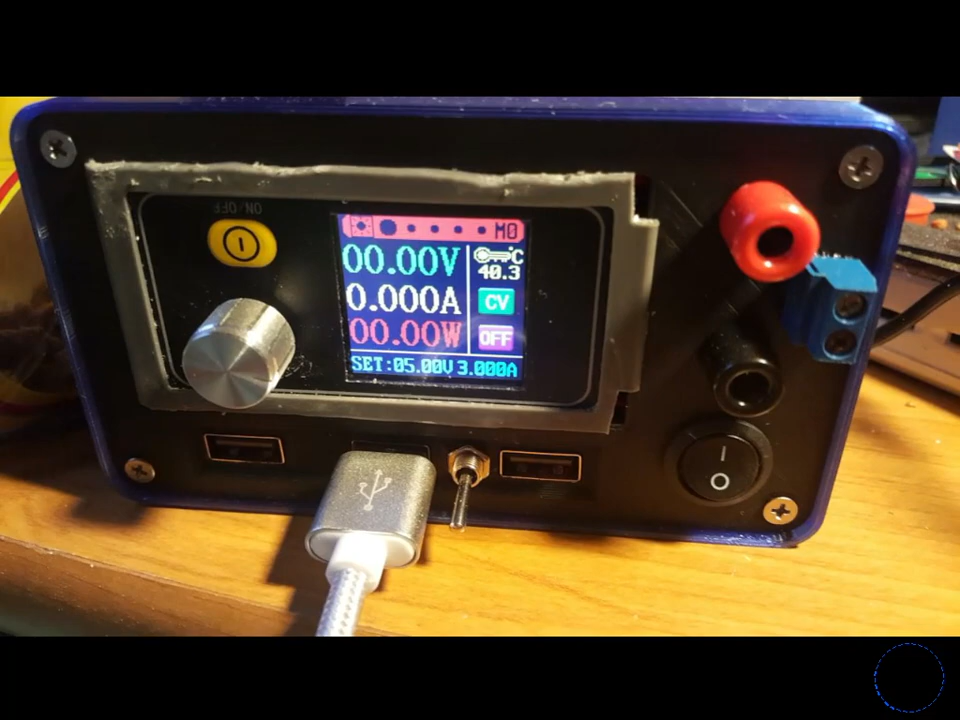 ON/OFF
M0
00.00V
°C
40.3
0.000A
CV
00.00W
OFF
SET:05.00V 3.000A
I
O